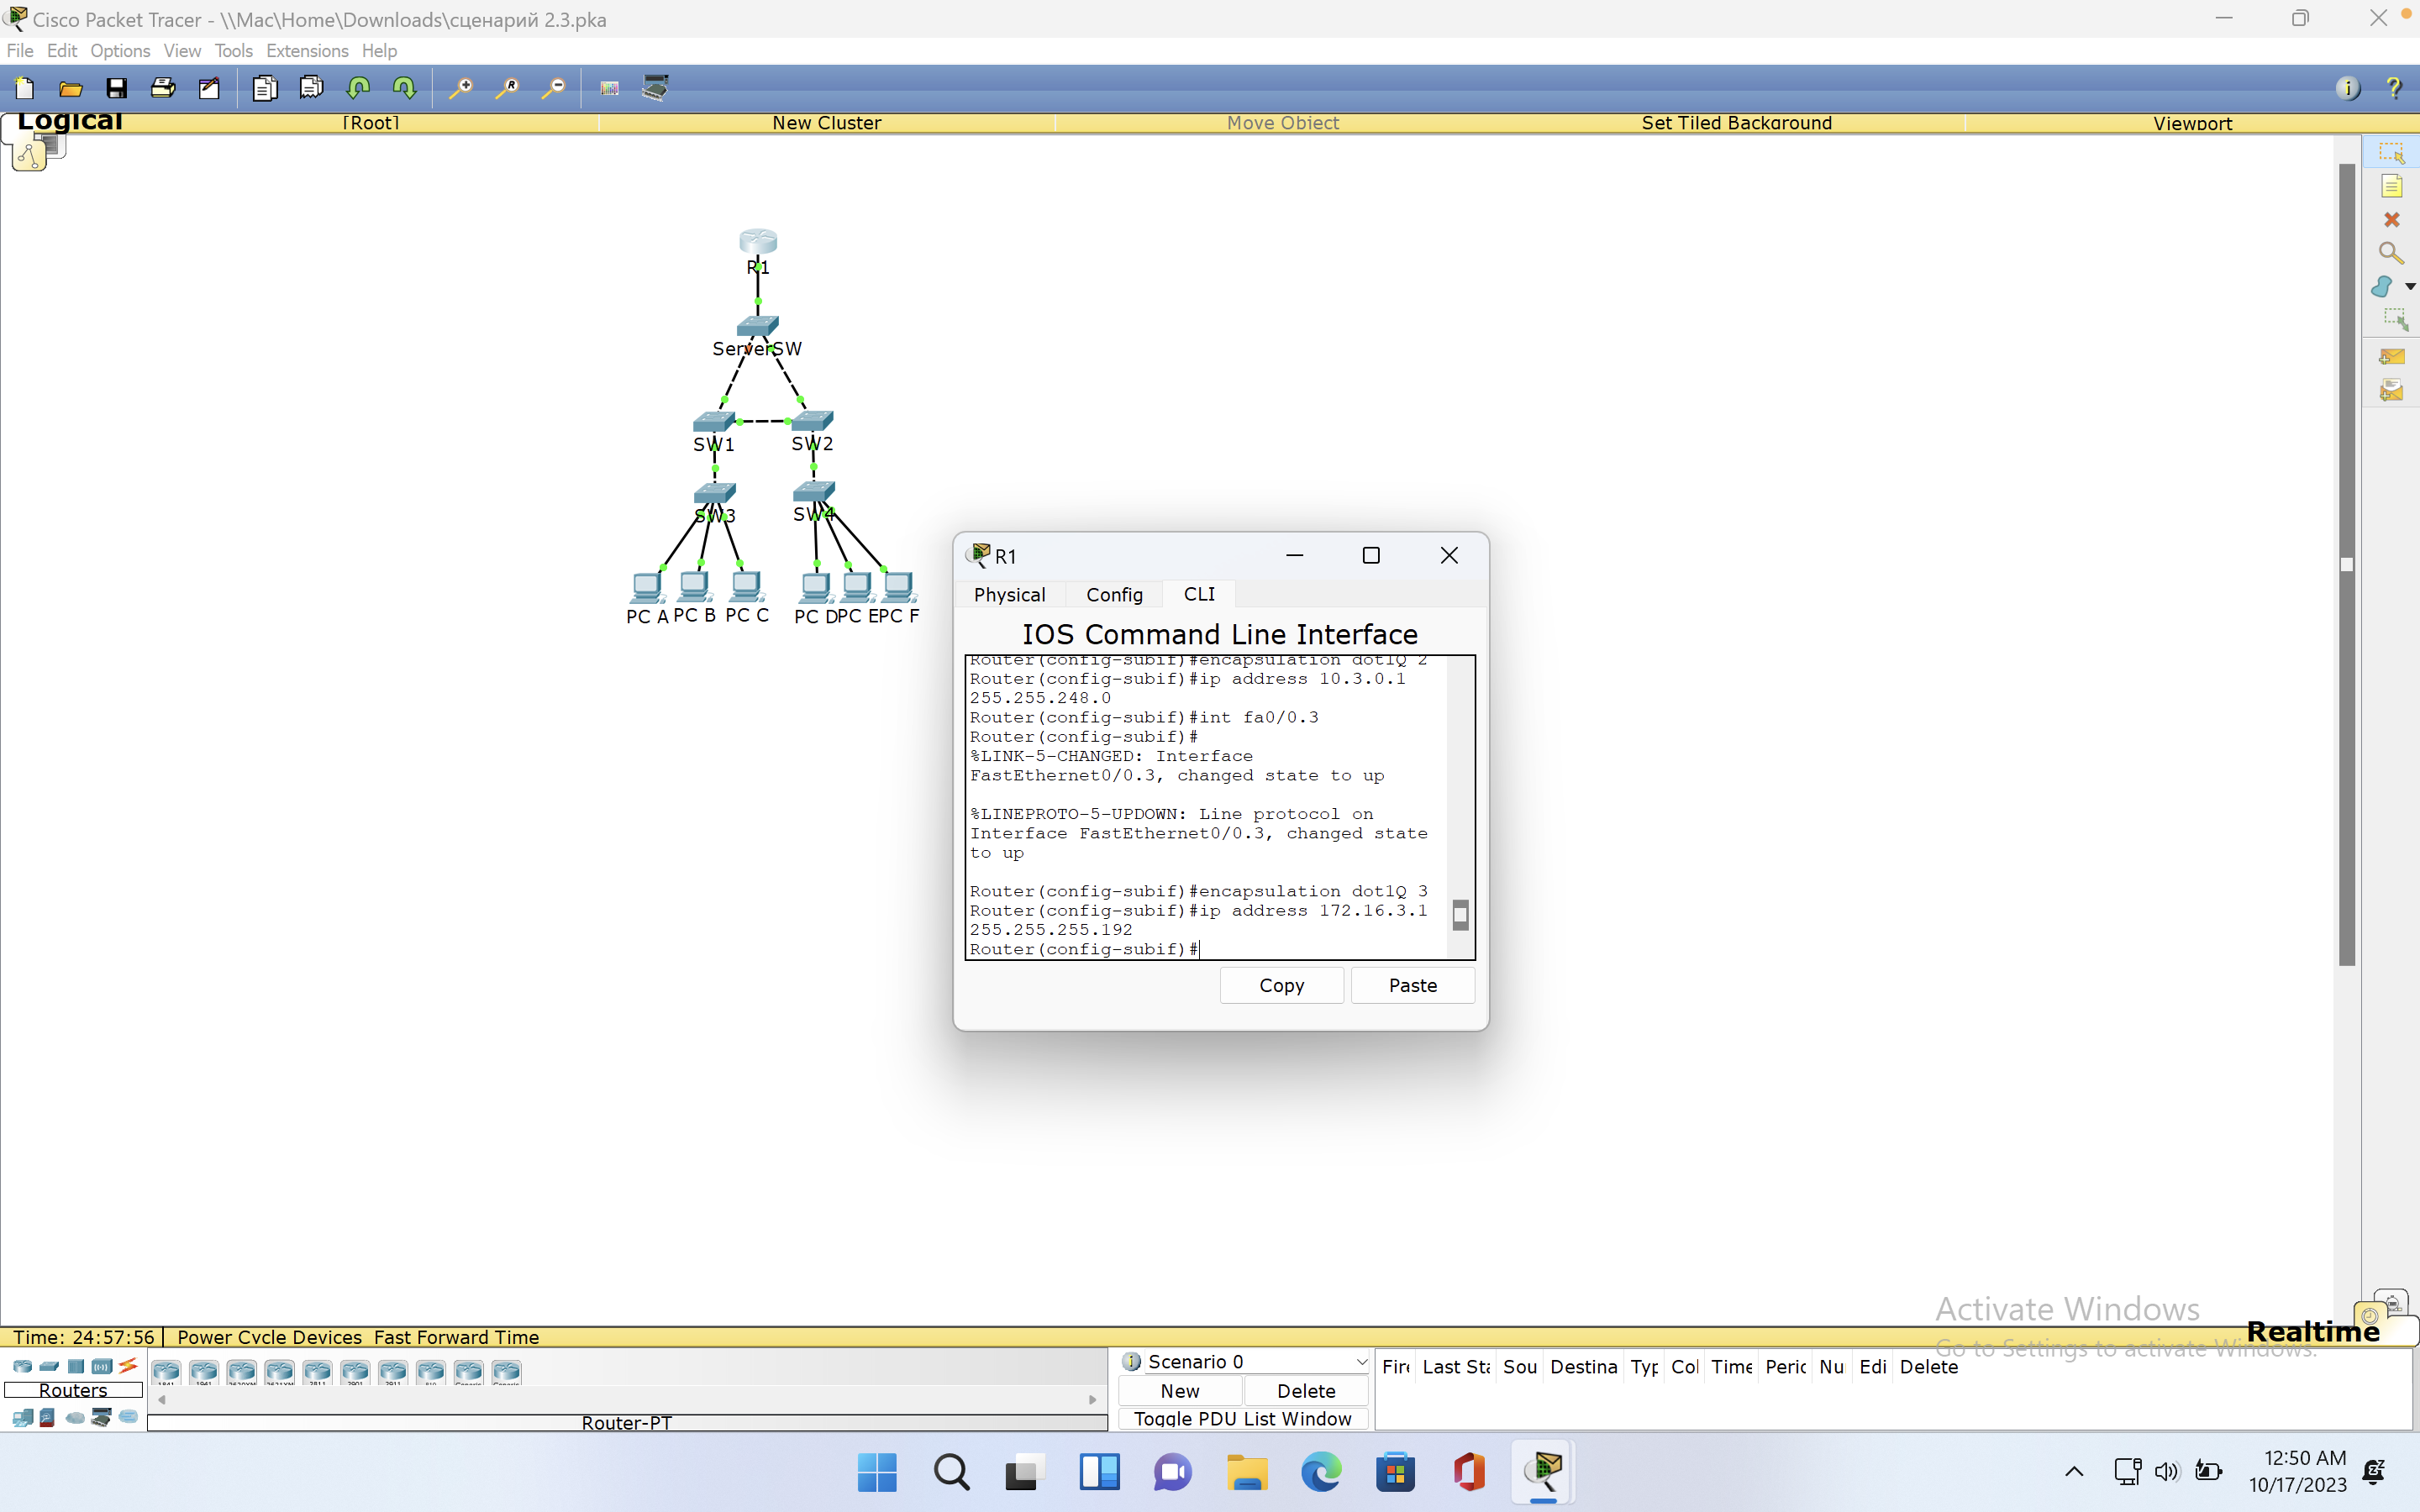 Cisco Packet Tracer - \\Mac\Home\Downloads\сценарий 2.3.pka
File Edit Options View Tools Extensions Help
Logical [Root] New Cluster Move Object Set Tiled Background Viewport
R1
ServerSW
SW1 SW2
SW3 SW4
PC A PC B PC C PC D PC E PC F
R1
Physical Config CLI
IOS Command Line Interface
Router(config-subif)#encapsulation dot1Q 2
Router(config-subif)#ip address 10.3.0.1
255.255.248.0
Router(config-subif)#int fa0/0.3
Router(config-subif)#
%LINK-5-CHANGED: Interface
FastEthernet0/0.3, changed state to up
%LINEPROTO-5-UPDOWN: Line protocol on
Interface FastEthernet0/0.3, changed state
to up
Router(config-subif)#encapsulation dot1Q 3
Router(config-subif)#ip address 172.16.3.1
255.255.255.192
Router(config-subif)#
Copy Paste
Activate Windows
Go to Settings to activate Windows.
Time: 24:57:56 Power Cycle Devices Fast Forward Time Realtime
Routers
Router-PT
Scenario 0
New Delete
Toggle PDU List Window
Fire Last Sta Sou Destina Typ Col Time Peric Nu Edi Delete
12:50 AM
10/17/2023